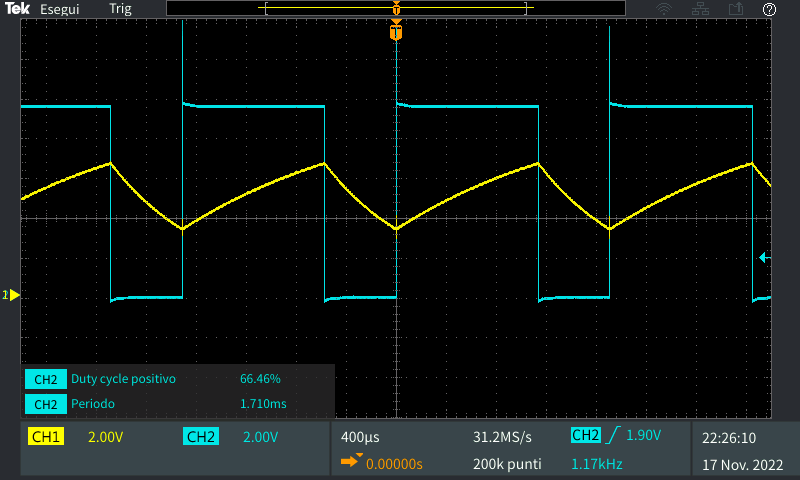 Tek Esegui Trig
T
T
CH2 Duty cycle positivo 66.46%
CH2 Periodo 1.710ms
CH1 2.00V CH2 2.00V
400µs 31.2MS/s CH2 1.90V
0.00000s 200k punti 1.17kHz
22:26:10
17 Nov. 2022